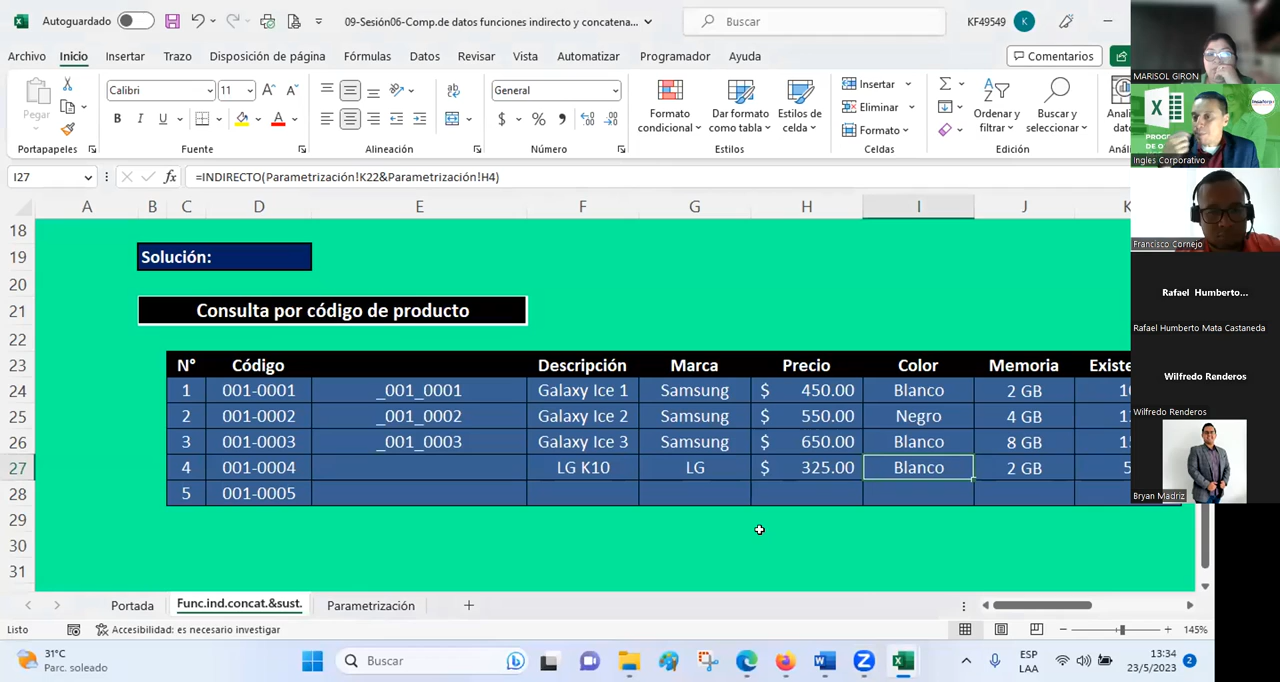 Autoguardado
09-Sesión06-Comp.de datos funciones indirecto y concatena...
Buscar
KF49549
K
Archivo Inicio Insertar Trazo Disposición de página Fórmulas Datos Revisar Vista Automatizar Programador Ayuda
Comentarios
Pegar
Calibri 11
General
N K S
Formato condicional
Dar formato como tabla
Estilos de celda
Insertar
Eliminar
Formato
Ordenar y filtrar
Buscar y seleccionar
Portapapeles Fuente Alineación Número Estilos Celdas Edición
I27
=INDIRECTO(Parametrización!K22&Parametrización!H4)
A B C D E F G H I J K
18
19 Solución:
20
21 Consulta por código de producto
22
23 N° Código Descripción Marca Precio Color Memoria
24 1 001-0001 _001_0001 Galaxy Ice 1 Samsung $ 450.00 Blanco 2 GB
25 2 001-0002 _001_0002 Galaxy Ice 2 Samsung $ 550.00 Negro 4 GB
26 3 001-0003 _001_0003 Galaxy Ice 3 Samsung $ 650.00 Blanco 8 GB
27 4 001-0004 LG K10 LG $ 325.00 Blanco 2 GB
28 5 001-0005
29
30
31
Portada Func.ind.concat.&sust. Parametrización
Listo
Accesibilidad: es necesario investigar
145%
31°C
Parc. soleado
Buscar
ESP
LAA
13:34
23/5/2023
2
MARISOL GIRON
Ingles Corporativo
Francisco Cornejo
Rafael Humberto...
Rafael Humberto Mata Castaneda
Wilfredo Renderos
Wilfredo Renderos
Bryan Madriz